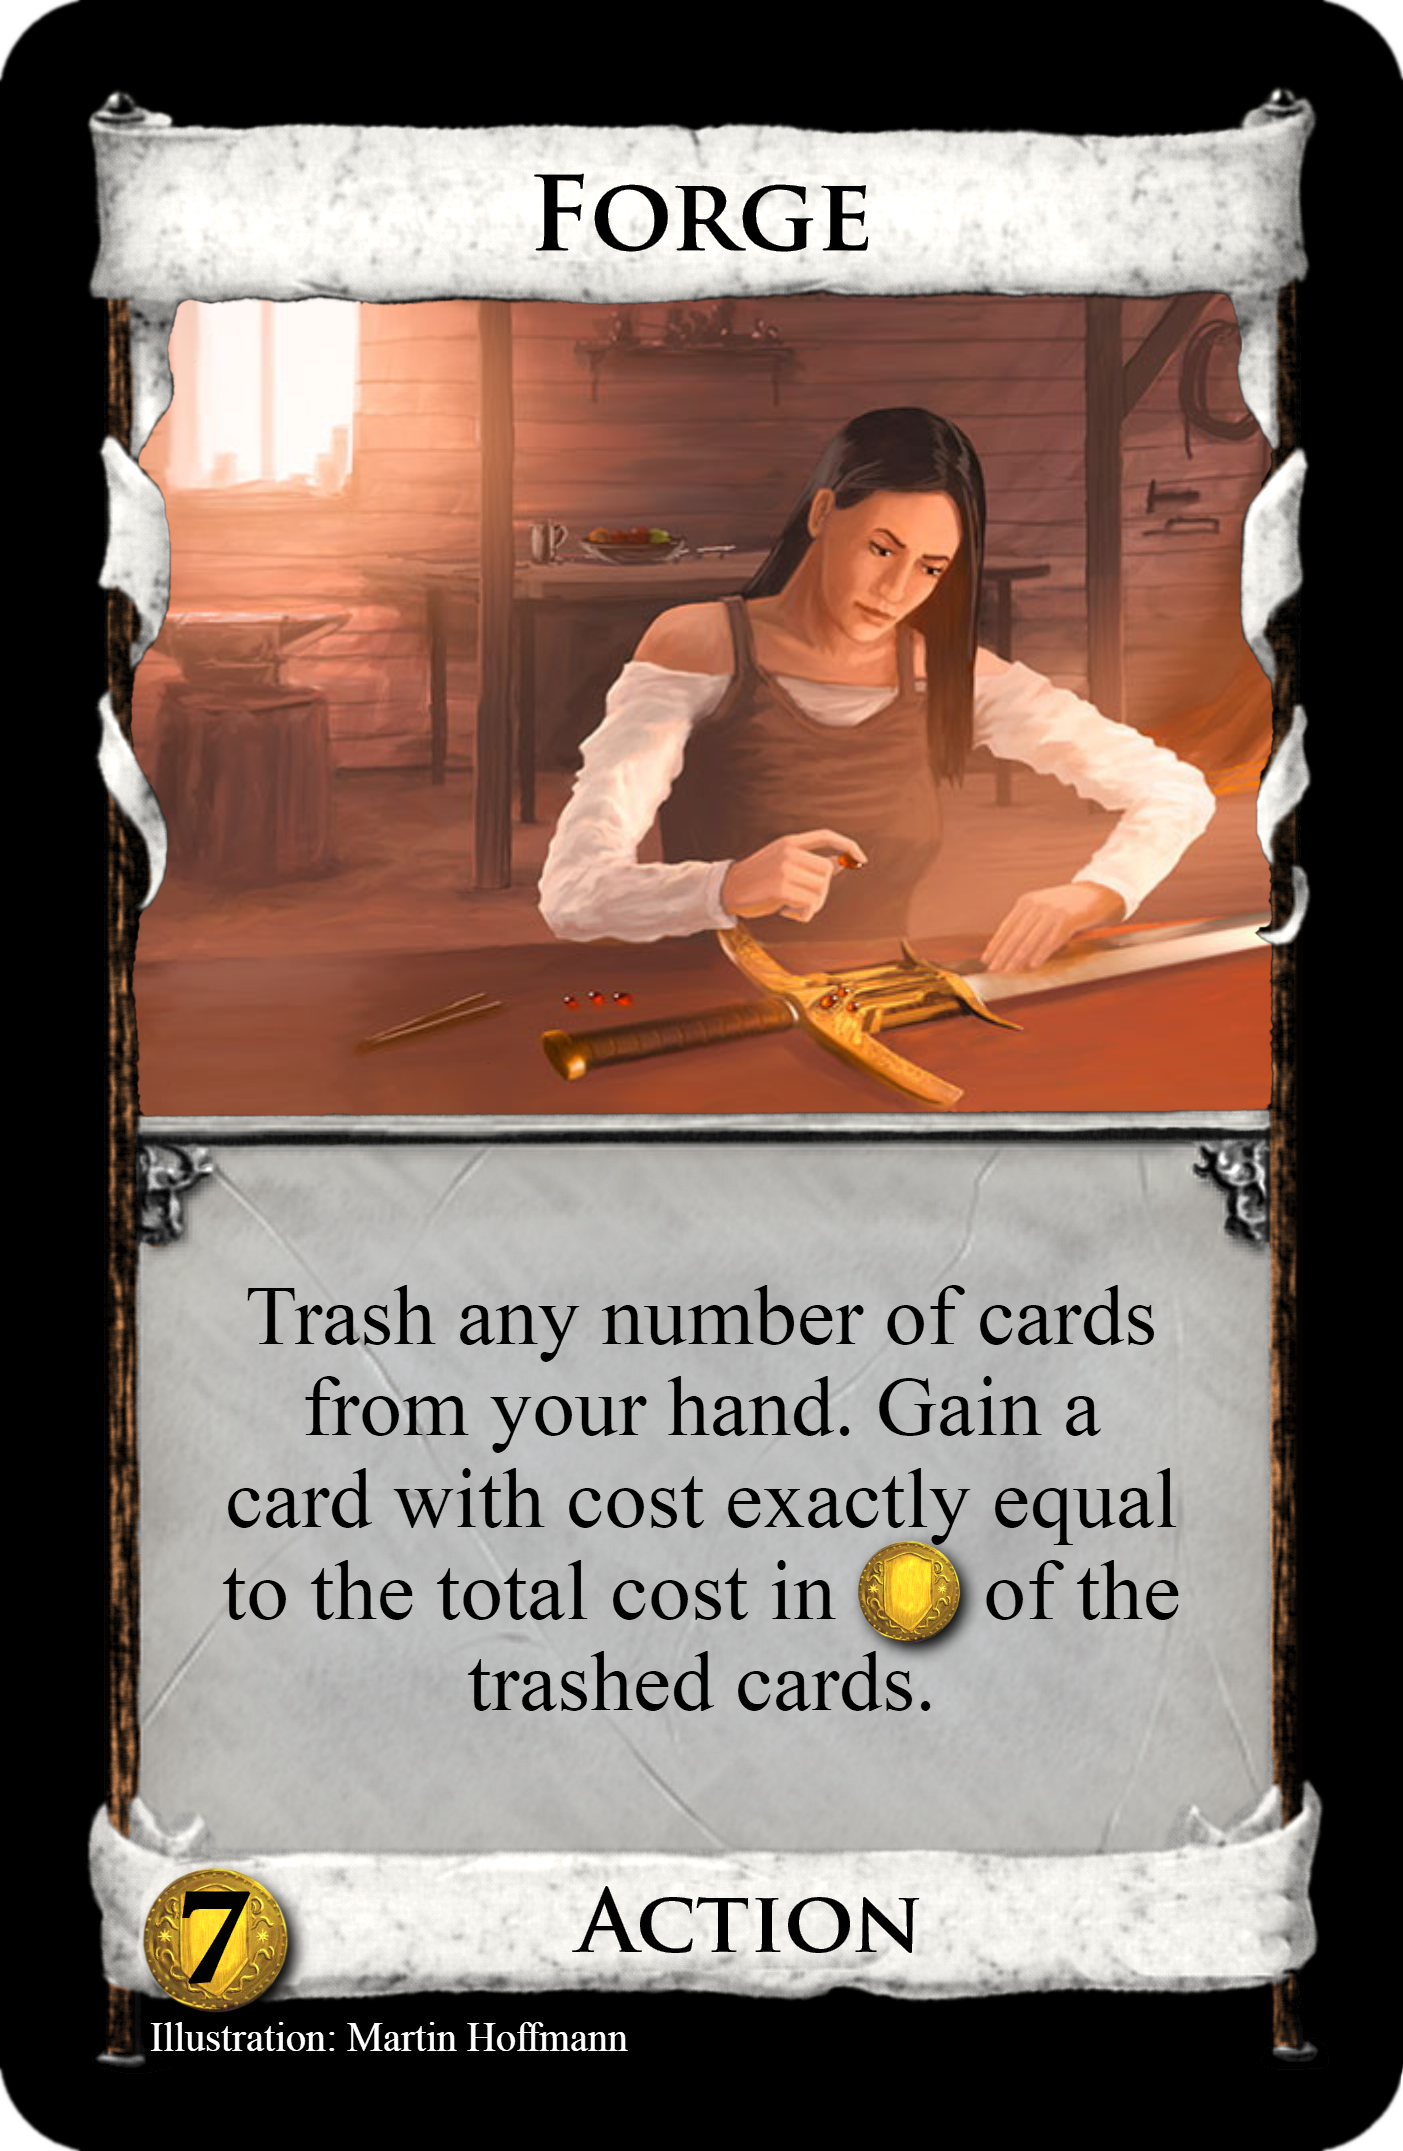 FORGE
Trash any number of cards
from your hand. Gain a
card with cost exactly equal
to the total cost in of the
trashed cards.
7 ACTION
Illustration: Martin Hoffmann